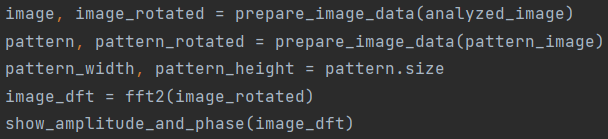 image, image_rotated = prepare_image_data(analyzed_image)
pattern, pattern_rotated = prepare_image_data(pattern_image)
pattern_width, pattern_height = pattern.size
image_dft = fft2(image_rotated)
show_amplitude_and_phase(image_dft)